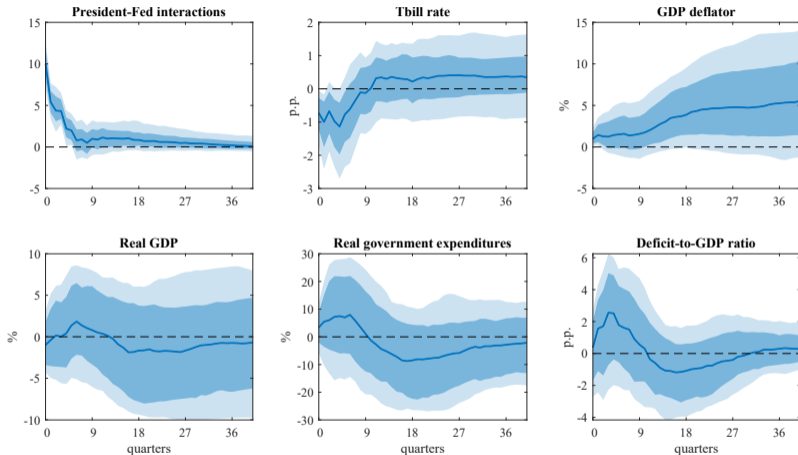 President-Fed interactions
15
10
5
0
-5
0 9 18 27 36
Tbill rate
p.p.
2
1
0
-1
-2
-3
0 9 18 27 36
GDP deflator
%
15
10
5
0
-5
0 9 18 27 36
Real GDP
%
10
5
0
-5
-10
0 9 18 27 36
quarters
Real government expenditures
%
30
20
10
0
-10
-20
-30
0 9 18 27 36
quarters
Deficit-to-GDP ratio
p.p.
6
4
2
0
-2
-4
0 9 18 27 36
quarters